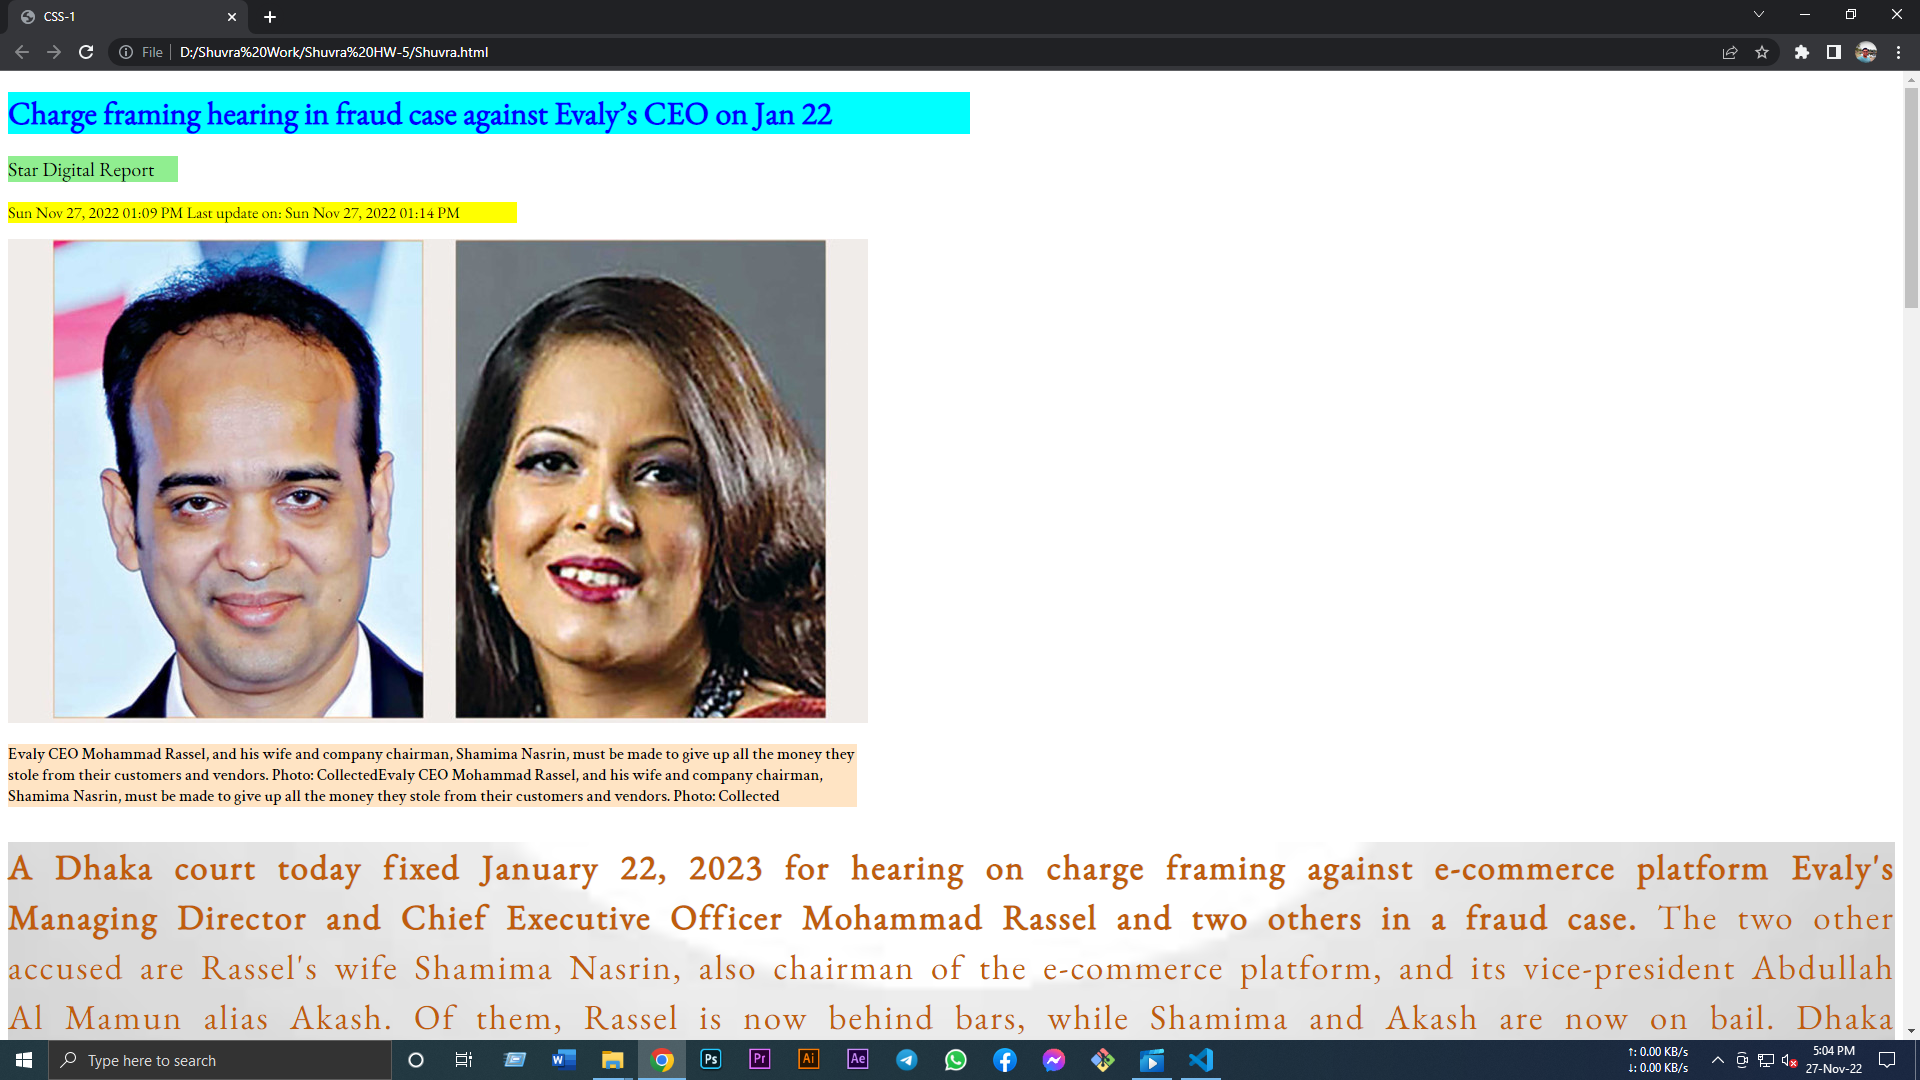 CSS-1
File
D:/Shuvra%20Work/Shuvra%20HW-5/Shuvra.html
Charge framing hearing in fraud case against Evaly’s CEO on Jan 22
Star Digital Report
Sun Nov 27, 2022 01:09 PM Last update on: Sun Nov 27, 2022 01:14 PM
Evaly CEO Mohammad Rassel, and his wife and company chairman, Shamima Nasrin, must be made to give up all the money they
stole from their customers and vendors. Photo: CollectedEvaly CEO Mohammad Rassel, and his wife and company chairman,
Shamima Nasrin, must be made to give up all the money they stole from their customers and vendors. Photo: Collected
A Dhaka court today fixed January 22, 2023 for hearing on charge framing against e-commerce platform Evaly's
Managing Director and Chief Executive Officer Mohammad Rassel and two others in a fraud case. The two other
accused are Rassel's wife Shamima Nasrin, also chairman of the e-commerce platform, and its vice-president Abdullah
Al Mamun alias Akash. Of them, Rassel is now behind bars, while Shamima and Akash are now on bail. Dhaka
Type here to search
W
Ps
Pr
Ai
Ae
↑: 0.00 KB/s
↓: 0.00 KB/s
5:04 PM
27-Nov-22